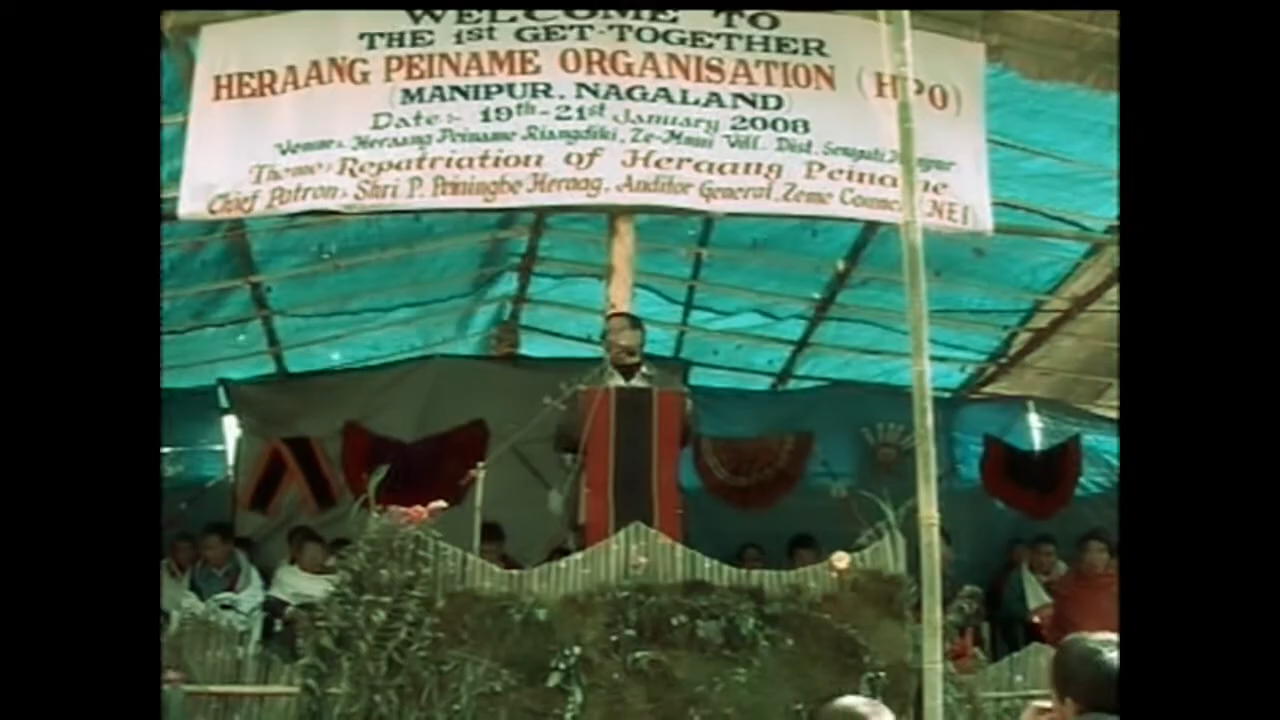 WELCOME TO
THE 1st GET-TOGETHER
HERAANG PEINAME ORGANISATION (HPO)
(MANIPUR. NAGALAND)
Date:- 19th-21st January 2008
Venue: Heraang Peiname Riangdiki, Ze-Mnui Vill. Dist. Senapati
Theme: Repatriation of Heraang Peiname
Chief Patron, Shri P. Peiningbe Heraag, Auditor General, Zeme Council (NEI)